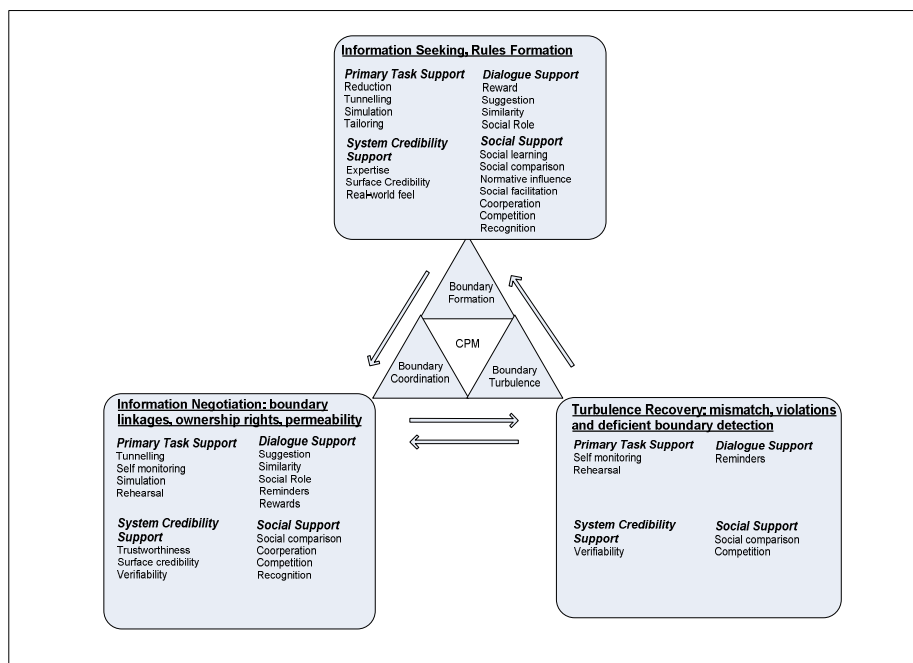 Information Seeking, Rules Formation
Primary Task Support
Reduction
Tunnelling
Simulation
Tailoring
Dialogue Support
Reward
Suggestion
Similarity
Social Role
System Credibility
Support
Expertise
Surface Credibility
Real-world feel
Social Support
Social learning
Social comparison
Normative influence
Social facilitation
Coorperation
Competition
Recognition
Boundary
Formation
CPM
Boundary
Coordination
Boundary
Turbulence
Information Negotiation: boundary
linkages, ownership rights, permeability
Primary Task Support
Tunnelling
Self monitoring
Simulation
Rehearsal
Dialogue Support
Suggestion
Similarity
Social Role
Reminders
Rewards
System Credibility
Support
Trustworthiness
Surface credibility
Verifiability
Social Support
Social comparison
Coorperation
Competition
Recognition
Turbulence Recovery: mismatch, violations
and deficient boundary detection
Primary Task Support
Self monitoring
Rehearsal
Dialogue Support
Reminders
System Credibility
Support
Verifiability
Social Support
Social comparison
Competition